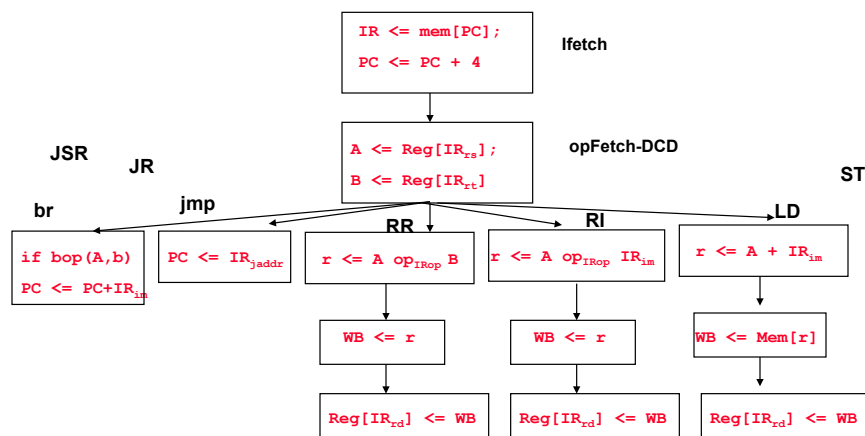 IR <= mem[PC];
PC <= PC + 4
Ifetch
A <= Reg[IRrs];
B <= Reg[IRrt]
opFetch-DCD
JSR
JR
ST
br
jmp
RR
RI
LD
if bop(A,b)
PC <= PC+IRim
PC <= IRjaddr
r <= A opIRop B
r <= A opIRop IRim
r <= A + IRim
WB <= r
WB <= r
WB <= Mem[r]
Reg[IRrd] <= WB
Reg[IRrd] <= WB
Reg[IRrd] <= WB